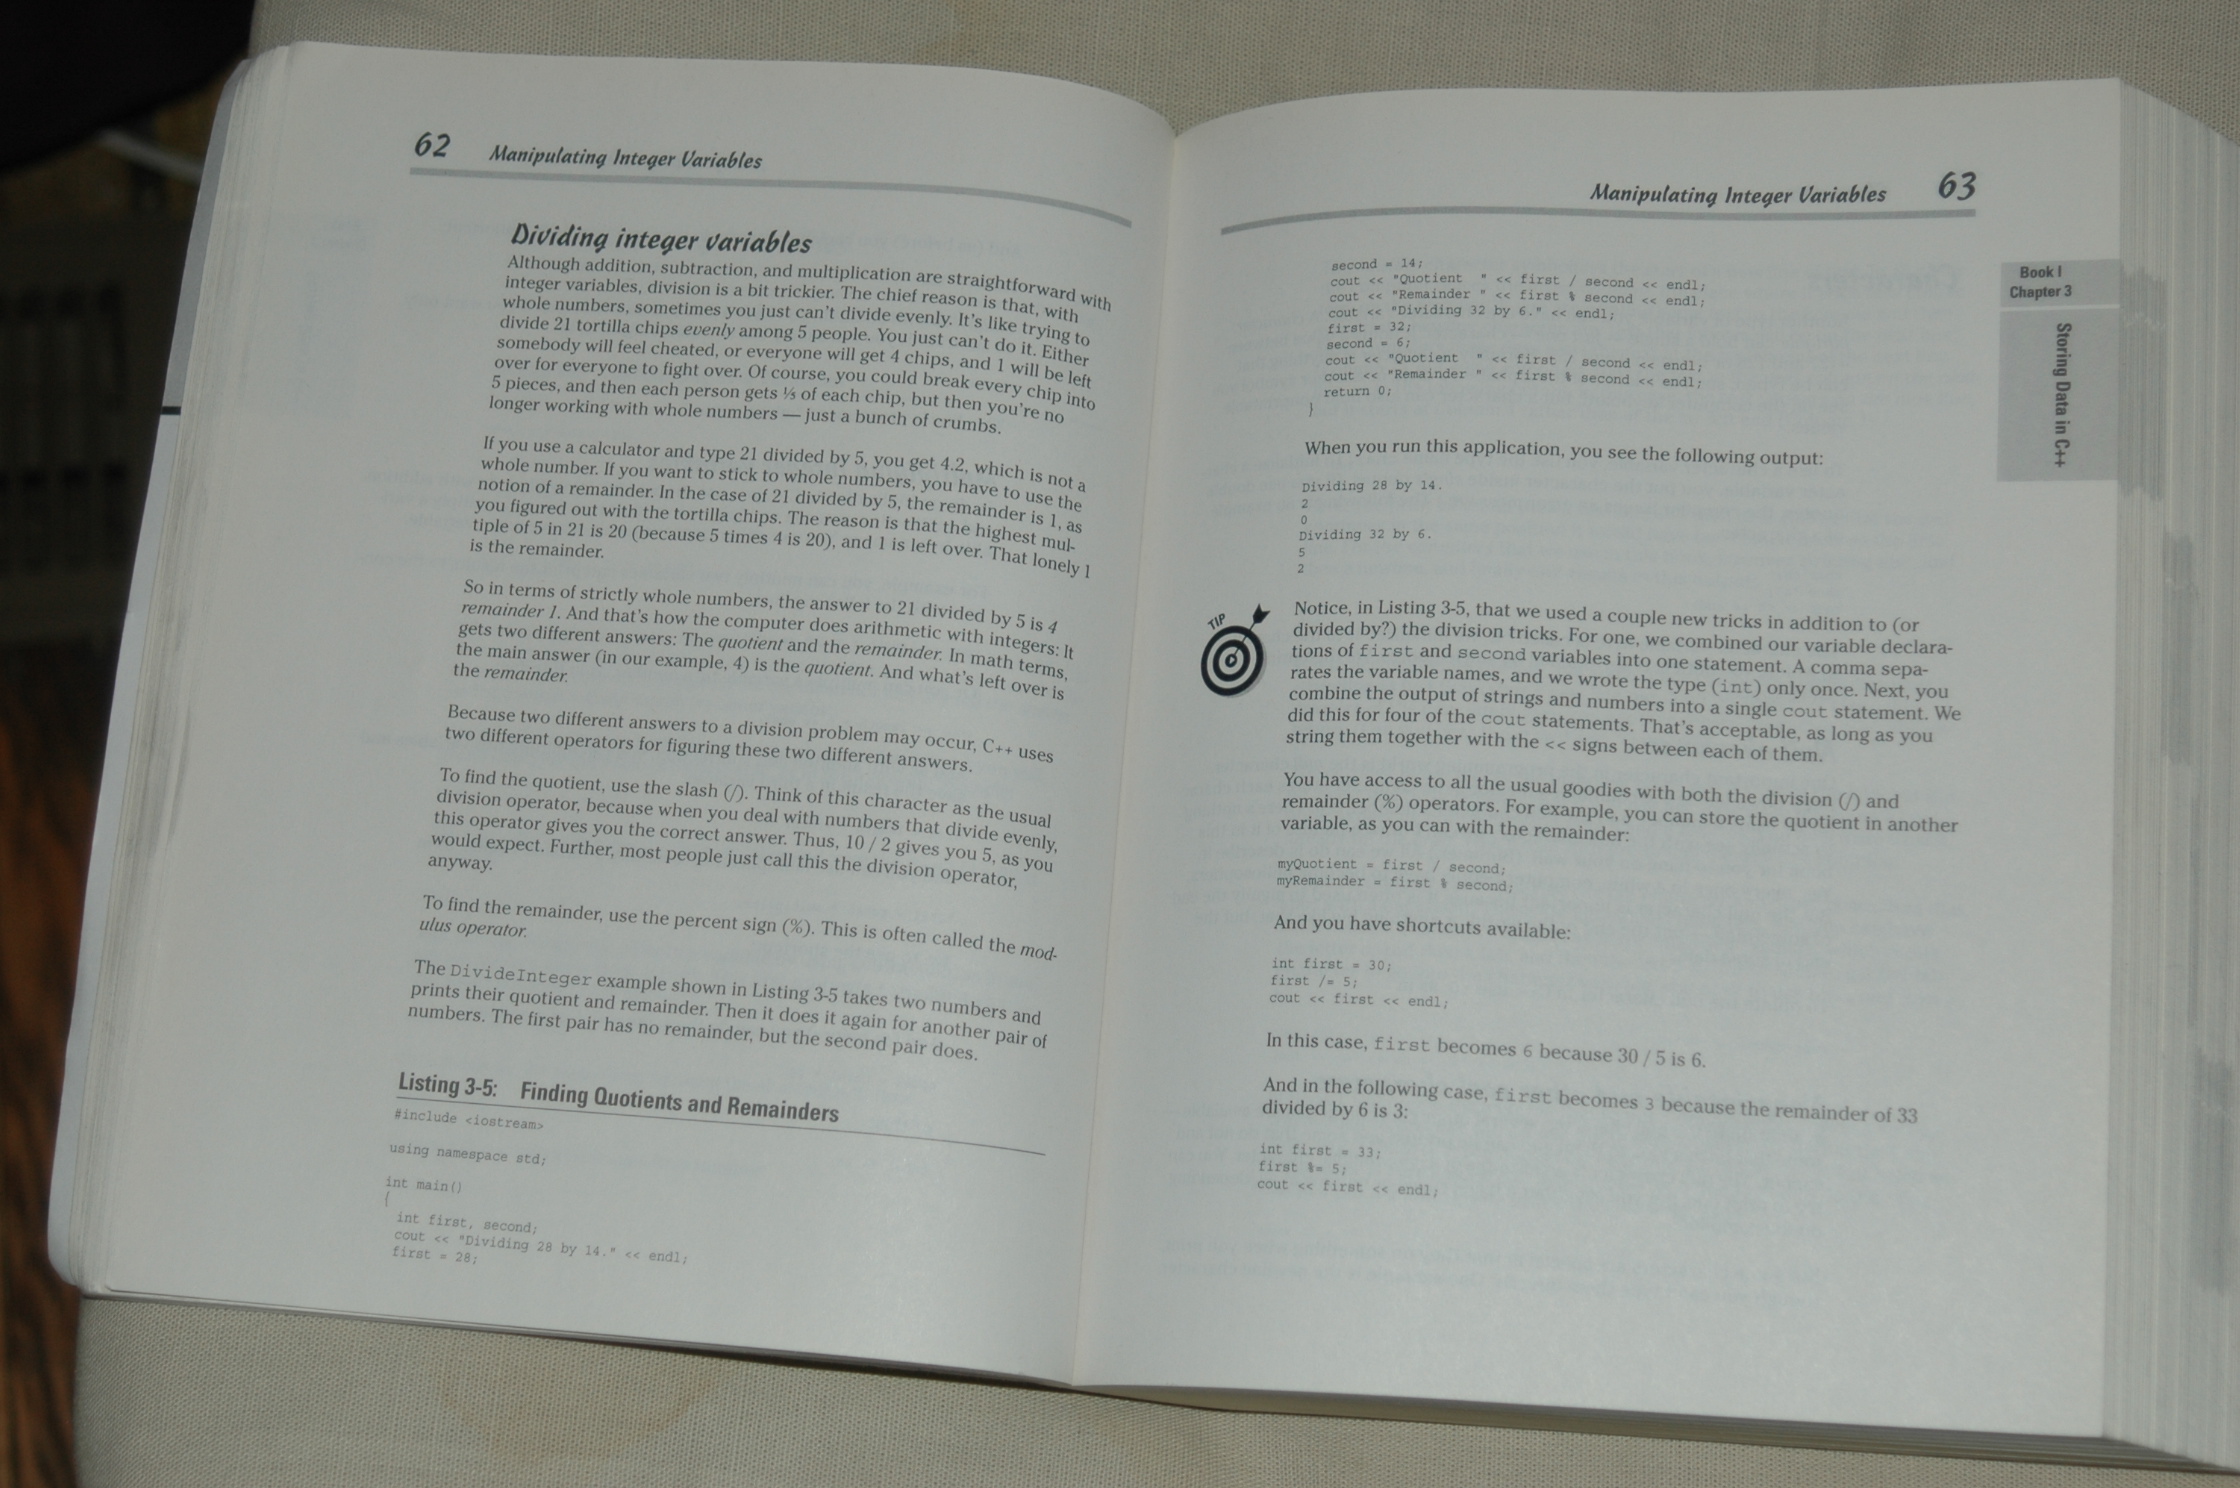 62 Manipulating Integer Variables
Dividing integer variables
Although addition, subtraction, and multiplication are straightforward with
integer variables, division is a bit trickier. The chief reason is that, with
whole numbers, sometimes you just can't divide evenly. It's like trying to
divide 21 tortilla chips evenly among 5 people. You just can't do it. Either
somebody will feel cheated, or everyone will get 4 chips, and 1 will be left
over for everyone to fight over. Of course, you could break every chip into
5 pieces, and then each person gets ⅕ of each chip, but then you're no
longer working with whole numbers — just a bunch of crumbs.
If you use a calculator and type 21 divided by 5, you get 4.2, which is not a
whole number. If you want to stick to whole numbers, you have to use the
notion of a remainder. In the case of 21 divided by 5, the remainder is 1, as
you figured out with the tortilla chips. The reason is that the highest mul-
tiple of 5 in 21 is 20 (because 5 times 4 is 20), and 1 is left over. That lonely 1
is the remainder.
So in terms of strictly whole numbers, the answer to 21 divided by 5 is 4
remainder 1. And that's how the computer does arithmetic with integers: It
gets two different answers: The quotient and the remainder. In math terms,
the main answer (in our example, 4) is the quotient. And what's left over is
the remainder.
Because two different answers to a division problem may occur, C++ uses
two different operators for figuring these two different answers.
To find the quotient, use the slash (/). Think of this character as the usual
division operator, because when you deal with numbers that divide evenly,
this operator gives you the correct answer. Thus, 10 / 2 gives you 5, as you
would expect. Further, most people just call this the division operator,
anyway.
To find the remainder, use the percent sign (%). This is often called the mod-
ulus operator.
The DivideInteger example shown in Listing 3-5 takes two numbers and
prints their quotient and remainder. Then it does it again for another pair of
numbers. The first pair has no remainder, but the second pair does.
Listing 3-5: Finding Quotients and Remainders
#include <iostream>
using namespace std;
int main()
{
int first, second;
cout << "Dividing 28 by 14." << endl;
first = 28;
Manipulating Integer Variables 63
second = 14;
cout << "Quotient " << first / second << endl;
cout << "Remainder " << first % second << endl;
cout << "Dividing 32 by 6." << endl;
first = 32;
second = 6;
cout << "Quotient " << first / second << endl;
cout << "Remainder " << first % second << endl;
return 0;
}
When you run this application, you see the following output:
Dividing 28 by 14.
2
0
Dividing 32 by 6.
5
2
TIP
Notice, in Listing 3-5, that we used a couple new tricks in addition to (or
divided by?) the division tricks. For one, we combined our variable declara-
tions of first and second variables into one statement. A comma sepa-
rates the variable names, and we wrote the type (int) only once. Next, you
combine the output of strings and numbers into a single cout statement. We
did this for four of the cout statements. That's acceptable, as long as you
string them together with the << signs between each of them.
You have access to all the usual goodies with both the division (/) and
remainder (%) operators. For example, you can store the quotient in another
variable, as you can with the remainder:
myQuotient = first / second;
myRemainder = first % second;
And you have shortcuts available:
int first = 30;
first /= 5;
cout << first << endl;
In this case, first becomes 6 because 30 / 5 is 6.
And in the following case, first becomes 3 because the remainder of 33
divided by 6 is 3:
int first = 33;
first %= 5;
cout << first << endl;
Book I
Chapter 3
Storing Data in C++